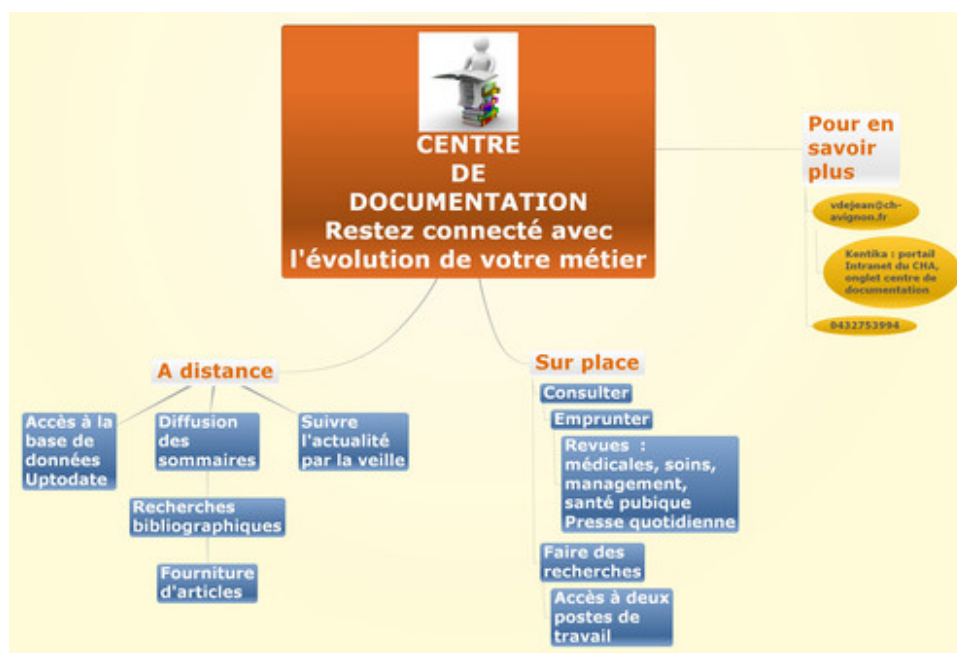 CENTRE
DE
DOCUMENTATION
Restez connecté avec
l'évolution de votre métier
Pour en
savoir
plus
vdejean@ch-
avignon.fr
Kentika : portail
Intranet du CHA,
onglet centre de
documentation
0432753994
A distance
Accès à la
base de
données
Uptodate
Diffusion
des
sommaires
Suivre
l'actualité
par la veille
Recherches
bibliographiques
Fourniture
d'articles
Sur place
Consulter
Emprunter
Revues :
médicales, soins,
management,
santé pubique
Presse quotidienne
Faire des
recherches
Accès à deux
postes de
travail